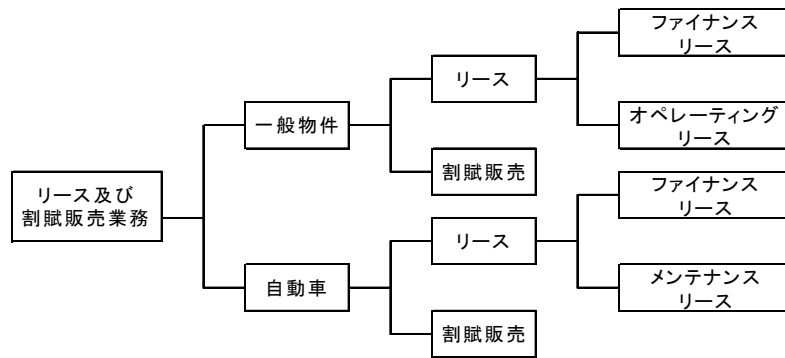 リース及び
割賦販売業務
一般物件
リース
ファイナンス
リース
オペレーティング
リース
割賦販売
自動車
リース
ファイナンス
リース
メンテナンス
リース
割賦販売